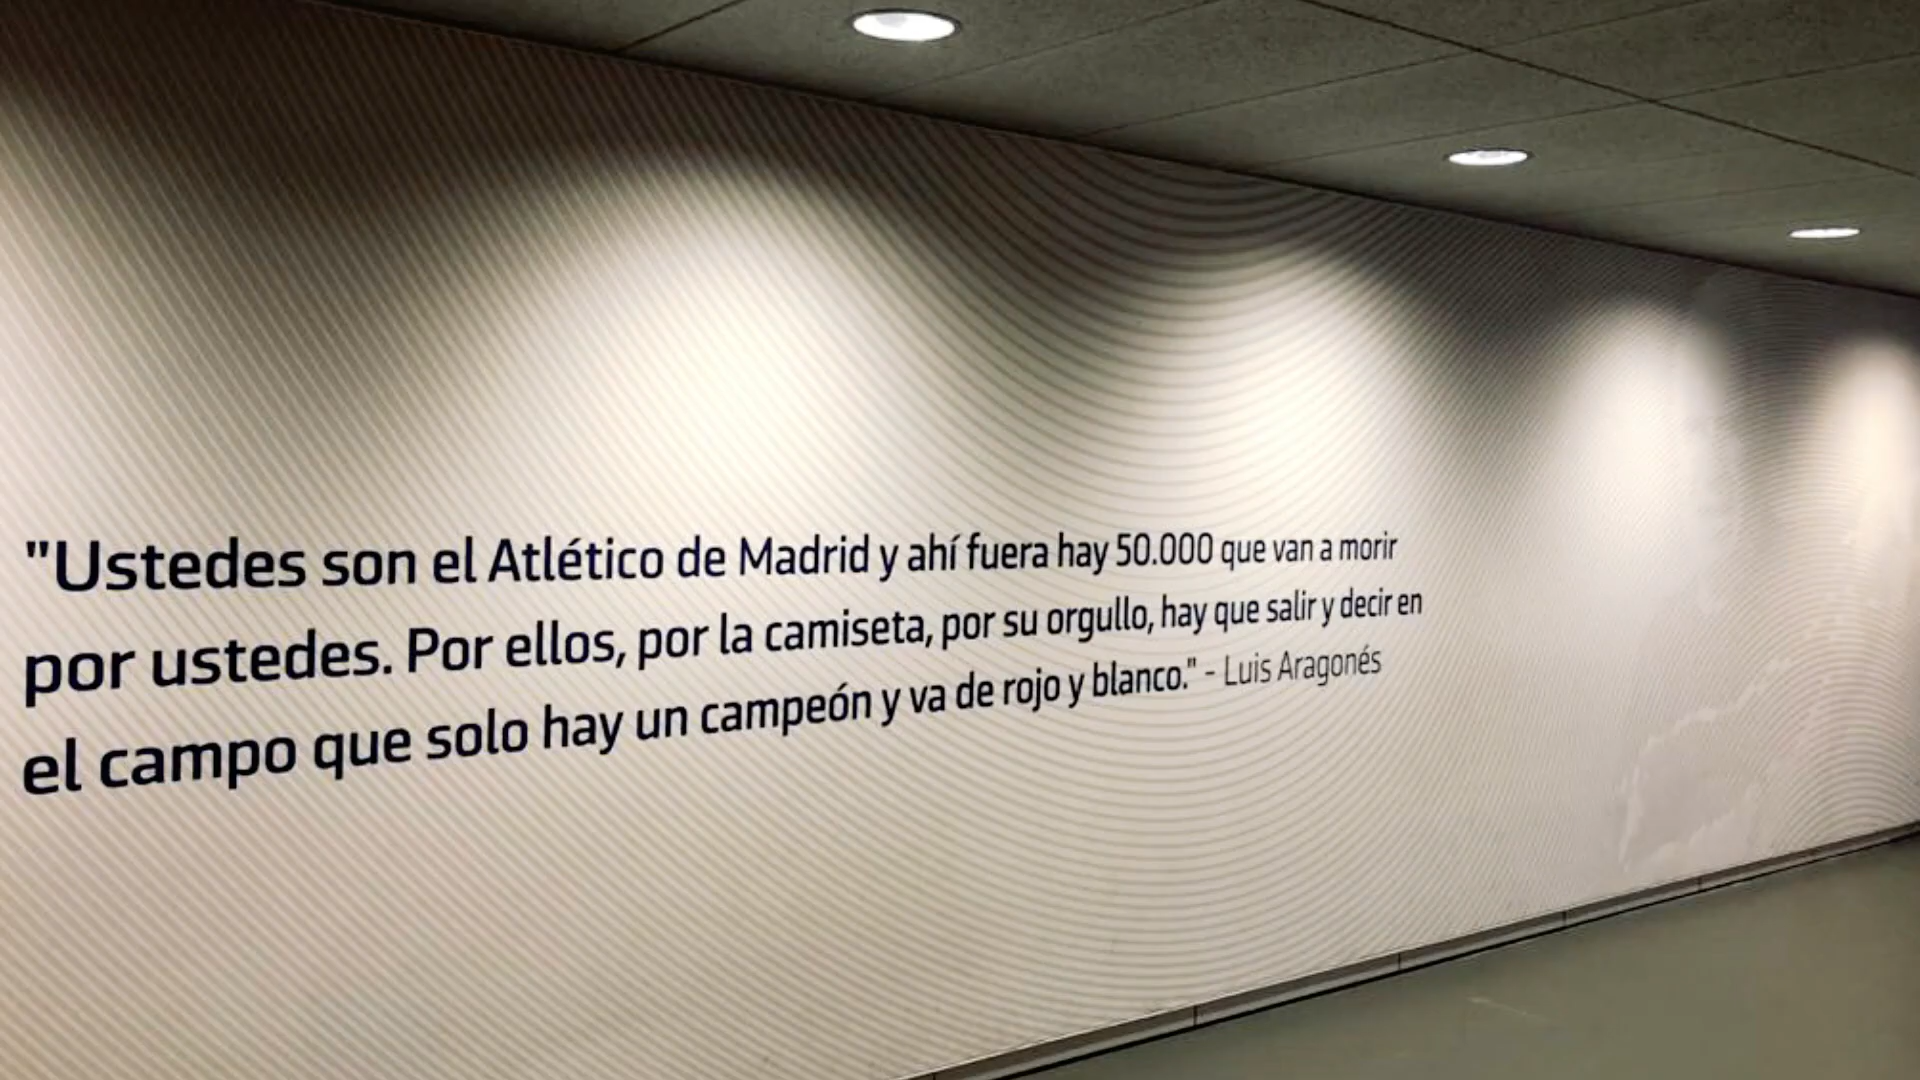 "Ustedes son el Atlético de Madrid y ahí fuera hay 50.000 que van a morir
por ustedes. Por ellos, por la camiseta, por su orgullo, hay que salir y decir en
el campo que solo hay un campeón y va de rojo y blanco." - Luis Aragonés